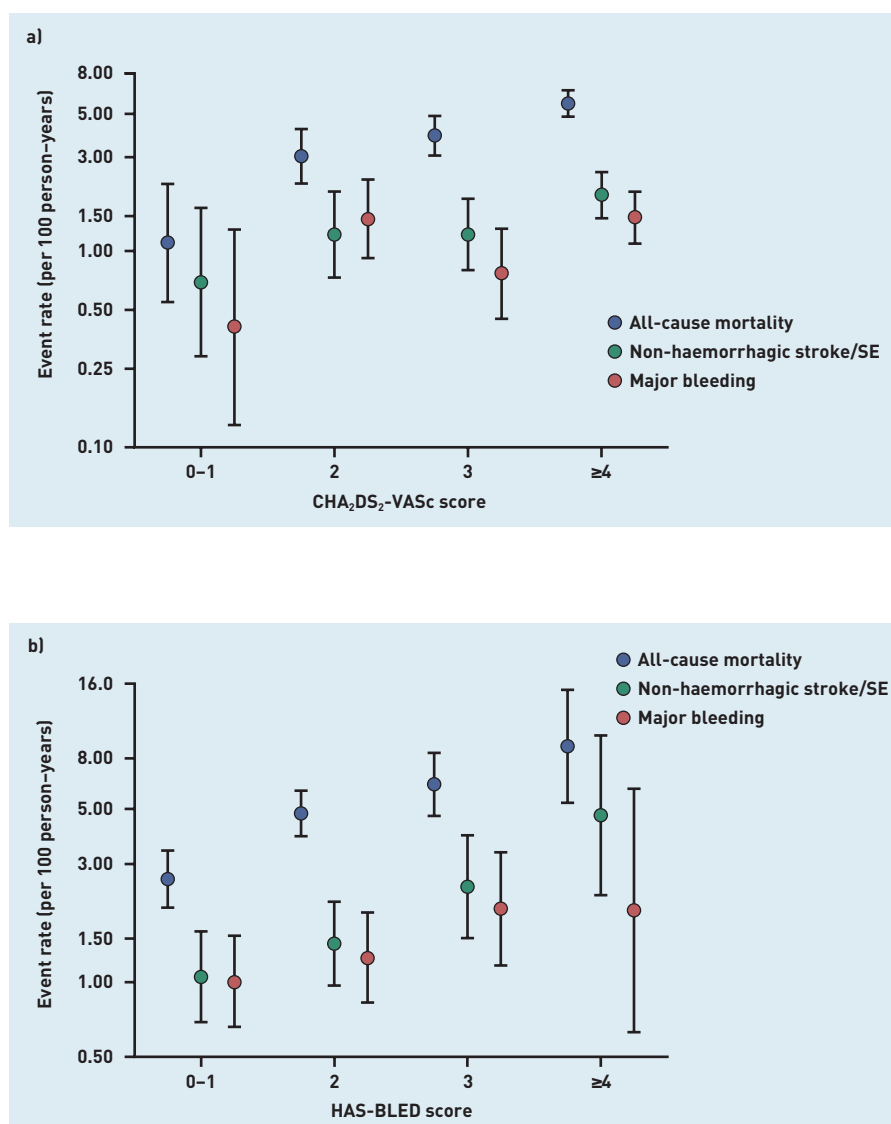 a)
Event rate (per 100 person–years)
8.00
5.00
3.00
1.50
1.00
0.50
0.25
0.10
All-cause mortality
Non-haemorrhagic stroke/SE
Major bleeding
0–1 2 3 ≥4
CHA₂DS₂-VASc score
b)
All-cause mortality
Non-haemorrhagic stroke/SE
Major bleeding
Event rate (per 100 person–years)
16.0
8.00
5.00
3.00
1.50
1.00
0.50
0–1 2 3 ≥4
HAS-BLED score